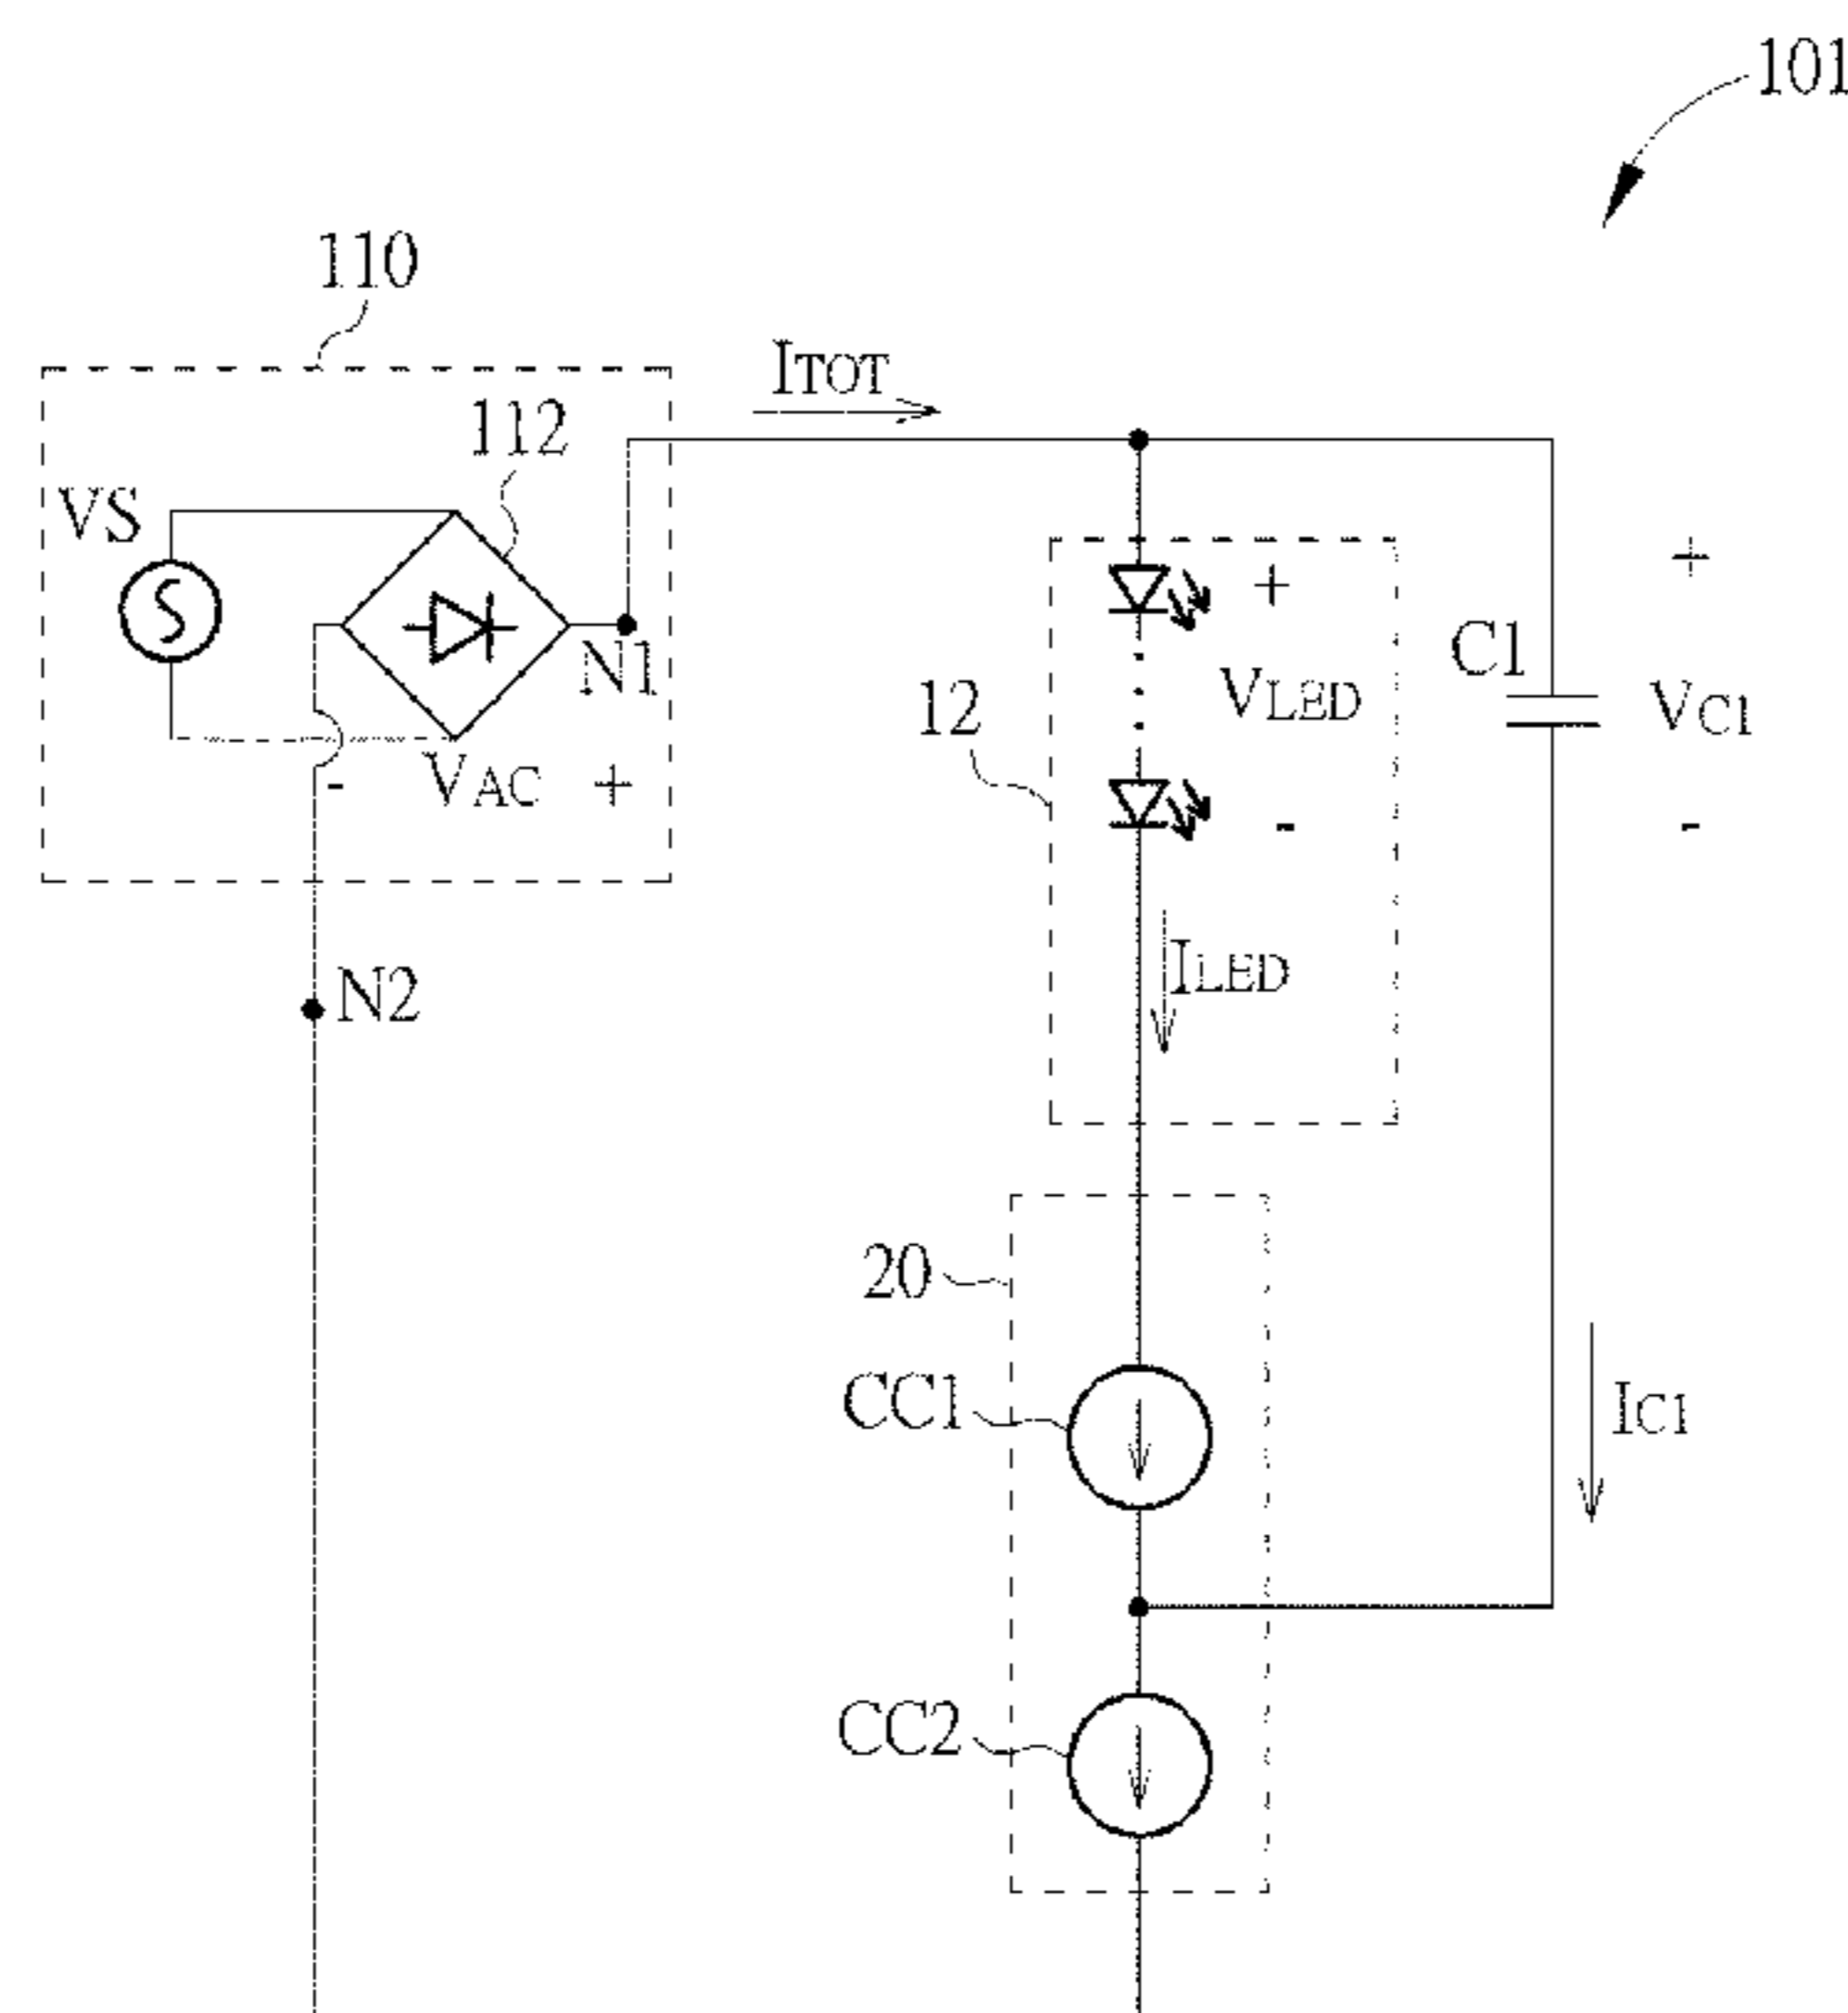 101
110
ITOT
112
VS
N1
+
C1
+
VLED
VC1
12
- VAC +
-
-
ILED
N2
20
CC1
IC1
CC2